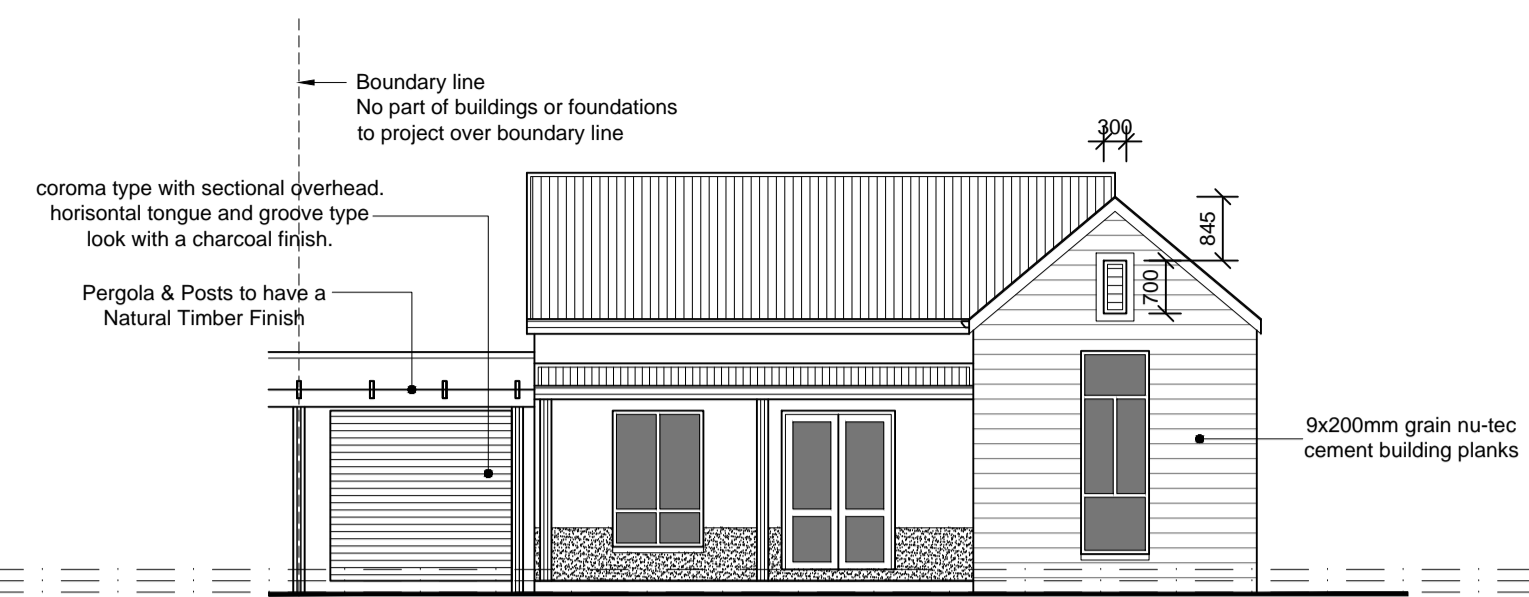 Boundary line
No part of buildings or foundations
to project over boundary line
300
coroma type with sectional overhead.
horisontal tongue and groove type
look with a charcoal finish.
845
Pergola & Posts to have a
Natural Timber Finish
700
9x200mm grain nu-tec
cement building planks